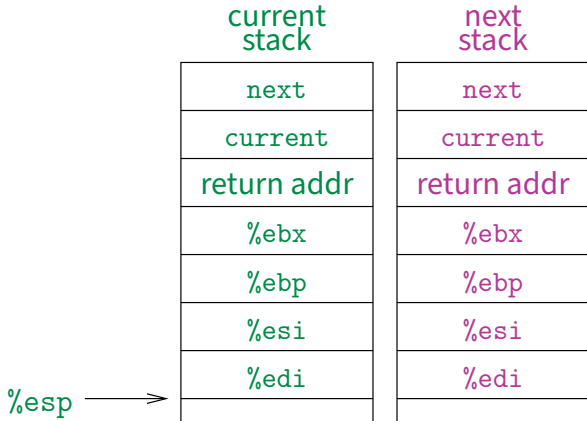 current
stack
next
stack
next
next
current
current
return addr
return addr
%ebx
%ebx
%ebp
%ebp
%esi
%esi
%edi
%edi
%esp